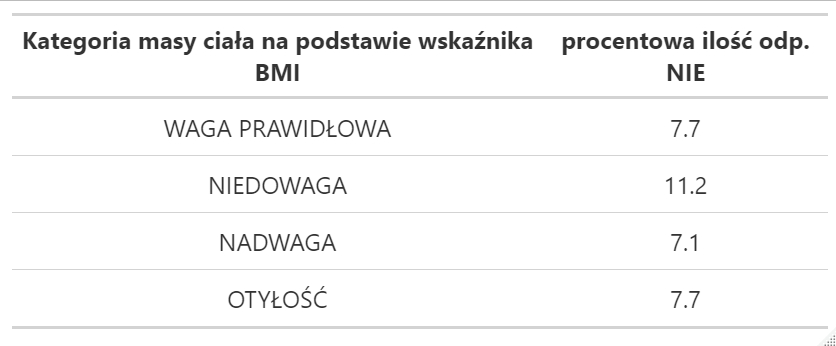 Kategoria masy ciała na podstawie wskaźnika procentowa ilość odp.
BMI NIE
WAGA PRAWIDŁOWA 7.7
NIEDOWAGA 11.2
NADWAGA 7.1
OTYŁOŚĆ 7.7